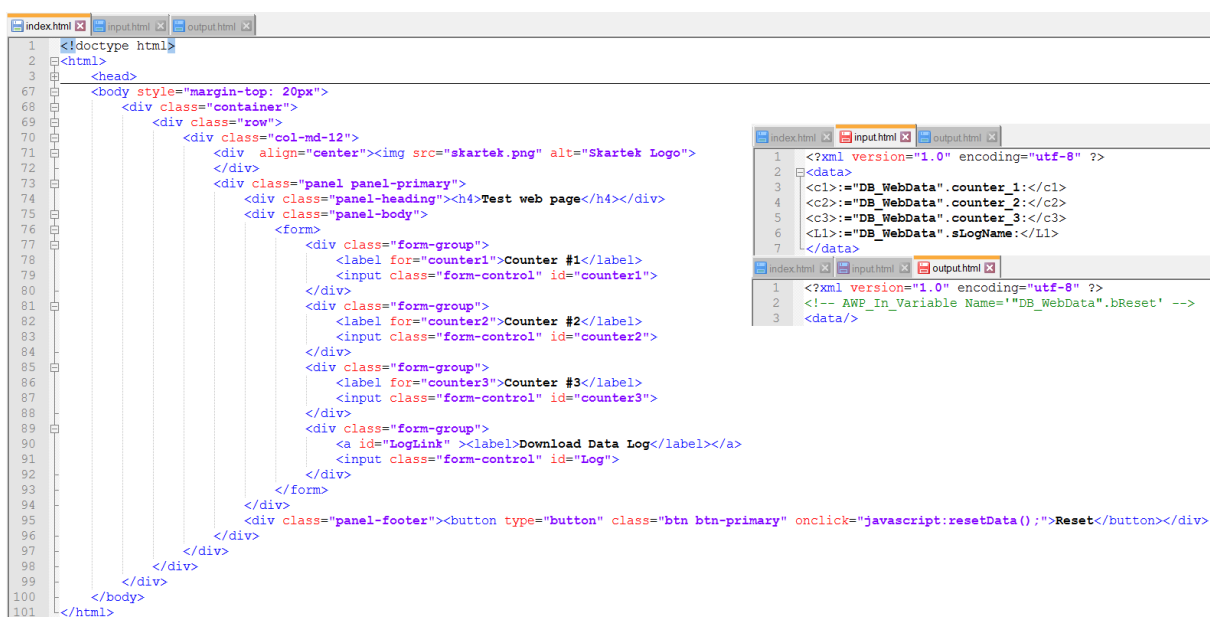 index.html input.html output.html
1 <!doctype html>
2 <html>
3 <head>
67 <body style="margin-top: 20px">
68 <div class="container">
69 <div class="row">
70 <div class="col-md-12">
71 <div  align="center"><img src="skartek.png" alt="Skartek Logo">
72 </div>
73 <div class="panel panel-primary">
74 <div class="panel-heading"><h4>Test web page</h4></div>
75 <div class="panel-body">
76 <form>
77 <div class="form-group">
78 <label for="counter1">Counter #1</label>
79 <input class="form-control" id="counter1">
80 </div>
81 <div class="form-group">
82 <label for="counter2">Counter #2</label>
83 <input class="form-control" id="counter2">
84 </div>
85 <div class="form-group">
86 <label for="counter3">Counter #3</label>
87 <input class="form-control" id="counter3">
88 </div>
89 <div class="form-group">
90 <a id="LogLink" ><label>Download Data Log</label></a>
91 <input class="form-control" id="Log">
92 </div>
93 </form>
94 </div>
95 <div class="panel-footer"><button type="button" class="btn btn-primary" onclick="javascript:resetData();">Reset</button></div>
96 </div>
97 </div>
98 </div>
99 </div>
100 </body>
101 </html>
index.html input.html output.html
1 <?xml version="1.0" encoding="utf-8" ?>
2 <data>
3 <c1>:="DB_WebData".counter_1:</c1>
4 <c2>:="DB_WebData".counter_2:</c2>
5 <c3>:="DB_WebData".counter_3:</c3>
6 <L1>:="DB_WebData".sLogName:</L1>
7 </data>
index.html input.html output.html
1 <?xml version="1.0" encoding="utf-8" ?>
2 <!-- AWP_In_Variable Name='"DB_WebData".bReset' -->
3 <data/>